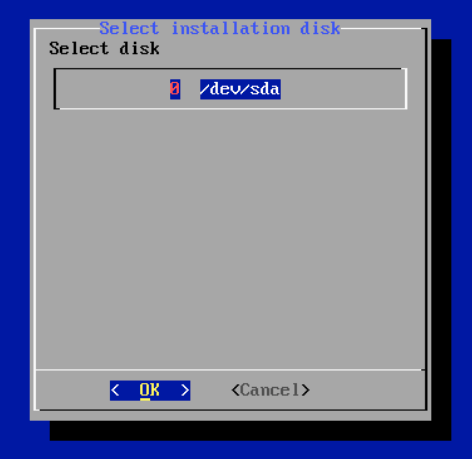 Select installation disk
Select disk
0 /dev/sda
< OK > <Cancel>